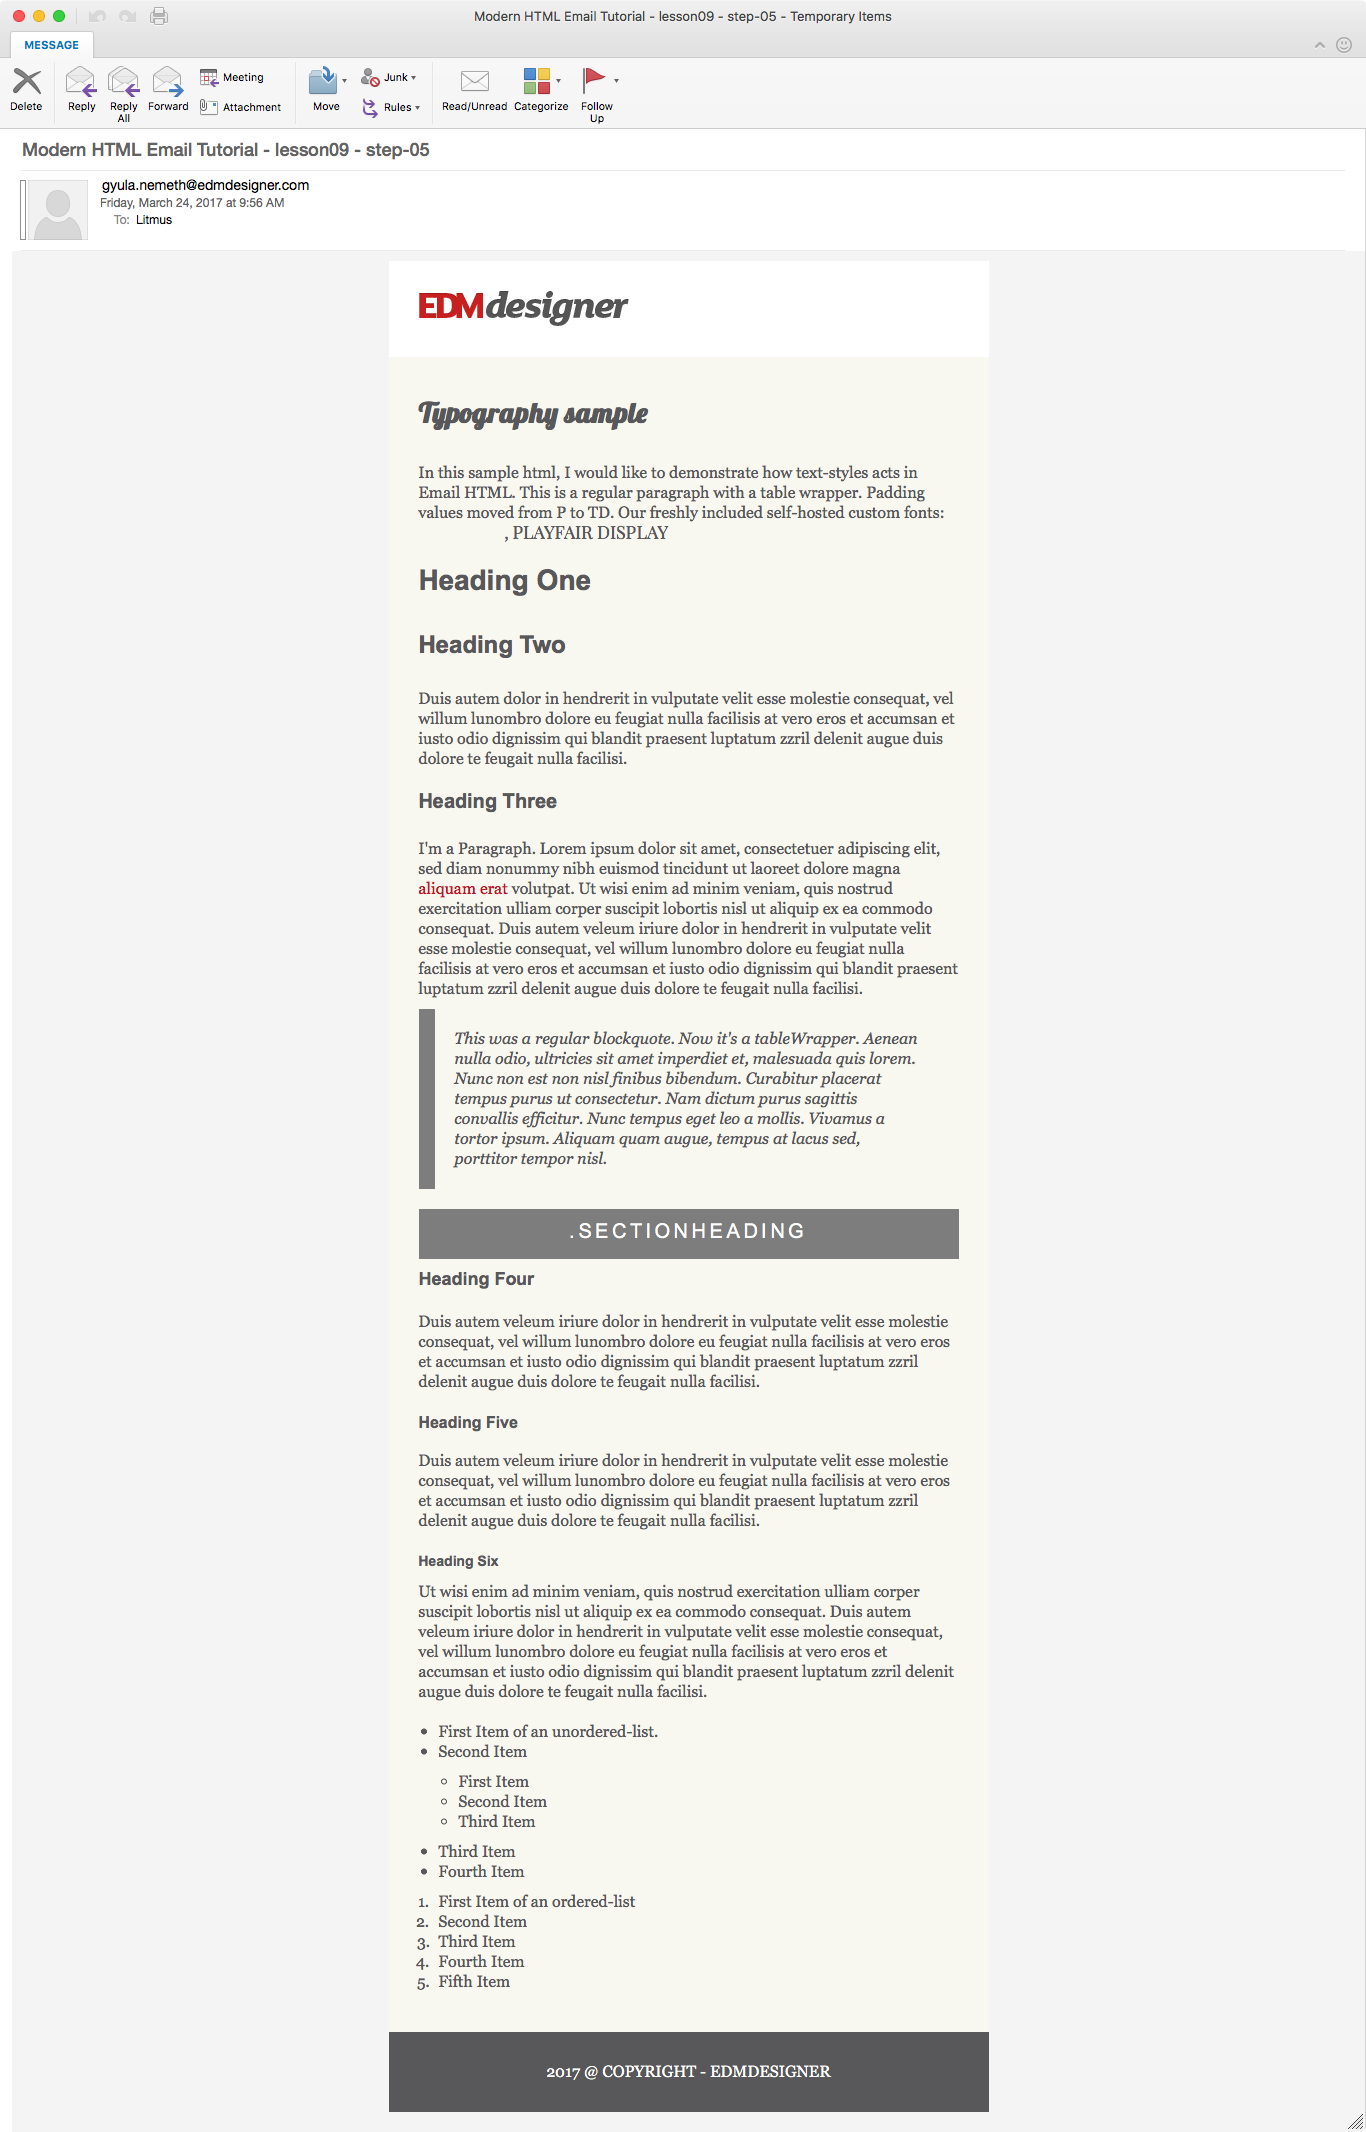 Modern HTML Email Tutorial - lesson09 - step-05 - Temporary Items
MESSAGE
Delete
Reply
Reply All
Forward
Meeting
Attachment
Move
Junk
Rules
Read/Unread
Categorize
Follow Up
Modern HTML Email Tutorial - lesson09 - step-05
gyula.nemeth@edmdesigner.com
Friday, March 24, 2017 at 9:56 AM
To: Litmus
EDMdesigner
Typography sample
In this sample html, I would like to demonstrate how text-styles acts in
Email HTML. This is a regular paragraph with a table wrapper. Padding
values moved from P to TD. Our freshly included self-hosted custom fonts:
, PLAYFAIR DISPLAY
Heading One
Heading Two
Duis autem dolor in hendrerit in vulputate velit esse molestie consequat, vel
willum lunombro dolore eu feugiat nulla facilisis at vero eros et accumsan et
iusto odio dignissim qui blandit praesent luptatum zzril delenit augue duis
dolore te feugait nulla facilisi.
Heading Three
I'm a Paragraph. Lorem ipsum dolor sit amet, consectetuer adipiscing elit,
sed diam nonummy nibh euismod tincidunt ut laoreet dolore magna
aliquam erat volutpat. Ut wisi enim ad minim veniam, quis nostrud
exercitation ulliam corper suscipit lobortis nisl ut aliquip ex ea commodo
consequat. Duis autem veleum iriure dolor in hendrerit in vulputate velit
esse molestie consequat, vel willum lunombro dolore eu feugiat nulla
facilisis at vero eros et accumsan et iusto odio dignissim qui blandit praesent
luptatum zzril delenit augue duis dolore te feugait nulla facilisi.
This was a regular blockquote. Now it's a tableWrapper. Aenean
nulla odio, ultricies sit amet imperdiet et, malesuada quis lorem.
Nunc non est non nisl finibus bibendum. Curabitur placerat
tempus purus ut consectetur. Nam dictum purus sagittis
convallis efficitur. Nunc tempus eget leo a mollis. Vivamus a
tortor ipsum. Aliquam quam augue, tempus at lacus sed,
porttitor tempor nisl.
.SECTIONHEADING
Heading Four
Duis autem veleum iriure dolor in hendrerit in vulputate velit esse molestie
consequat, vel willum lunombro dolore eu feugiat nulla facilisis at vero eros
et accumsan et iusto odio dignissim qui blandit praesent luptatum zzril
delenit augue duis dolore te feugait nulla facilisi.
Heading Five
Duis autem veleum iriure dolor in hendrerit in vulputate velit esse molestie
consequat, vel willum lunombro dolore eu feugiat nulla facilisis at vero eros
et accumsan et iusto odio dignissim qui blandit praesent luptatum zzril
delenit augue duis dolore te feugait nulla facilisi.
Heading Six
Ut wisi enim ad minim veniam, quis nostrud exercitation ulliam corper
suscipit lobortis nisl ut aliquip ex ea commodo consequat. Duis autem
veleum iriure dolor in hendrerit in vulputate velit esse molestie consequat,
vel willum lunombro dolore eu feugiat nulla facilisis at vero eros et
accumsan et iusto odio dignissim qui blandit praesent luptatum zzril delenit
augue duis dolore te feugait nulla facilisi.
• First Item of an unordered-list.
• Second Item
○ First Item
○ Second Item
○ Third Item
• Third Item
• Fourth Item
1. First Item of an ordered-list
2. Second Item
3. Third Item
4. Fourth Item
5. Fifth Item
2017 @ COPYRIGHT - EDMDESIGNER